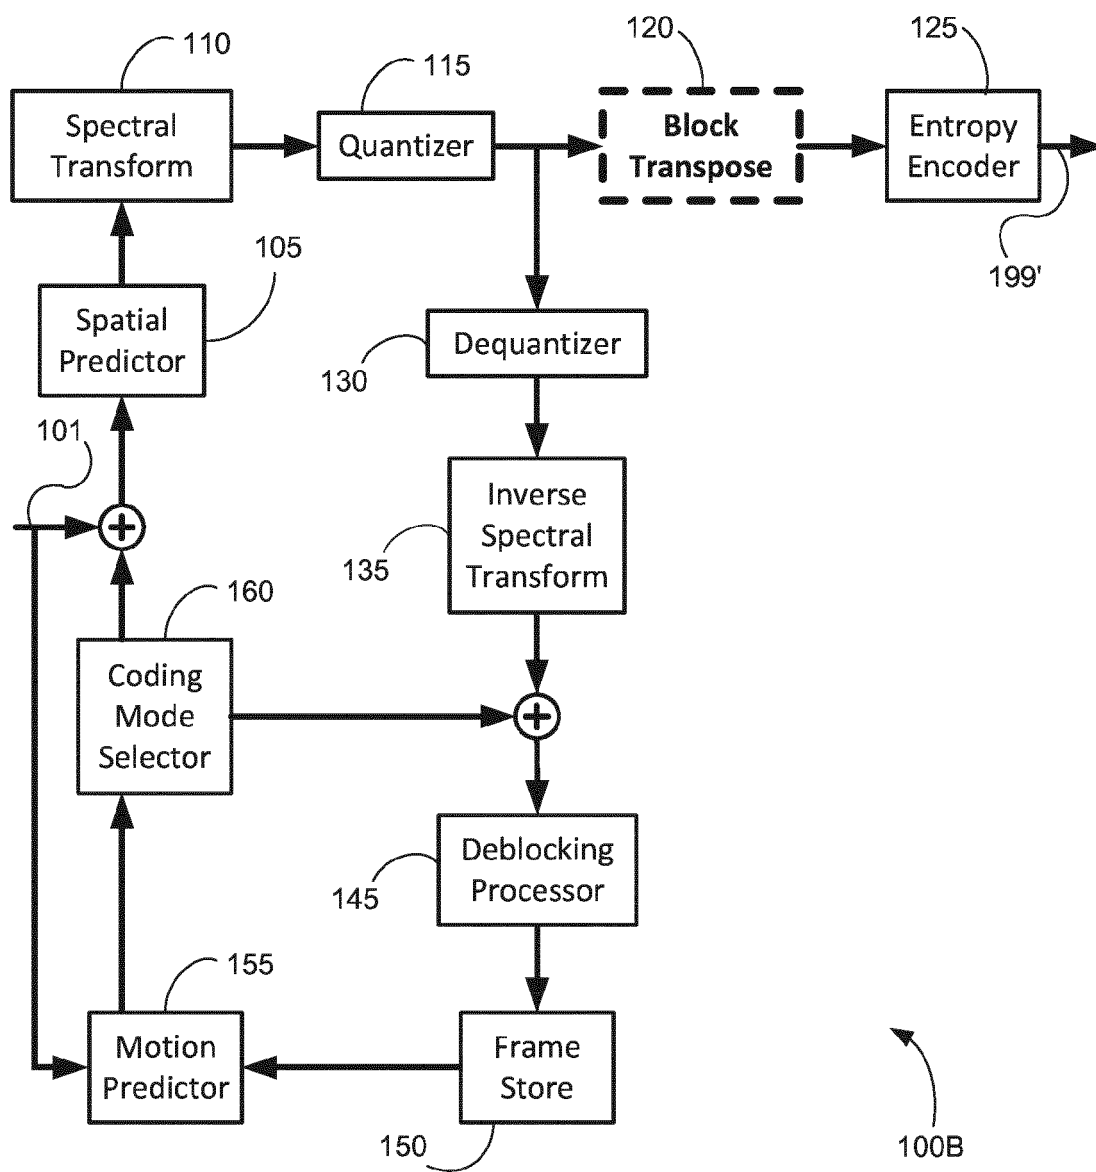 110
120
125
115
Spectral
Transform
Quantizer
Block
Transpose
Entropy
Encoder
199'
105
Spatial
Predictor
Dequantizer
130
101
Inverse
Spectral
Transform
135
160
Coding
Mode
Selector
Deblocking
Processor
145
155
Motion
Predictor
Frame
Store
150
100B